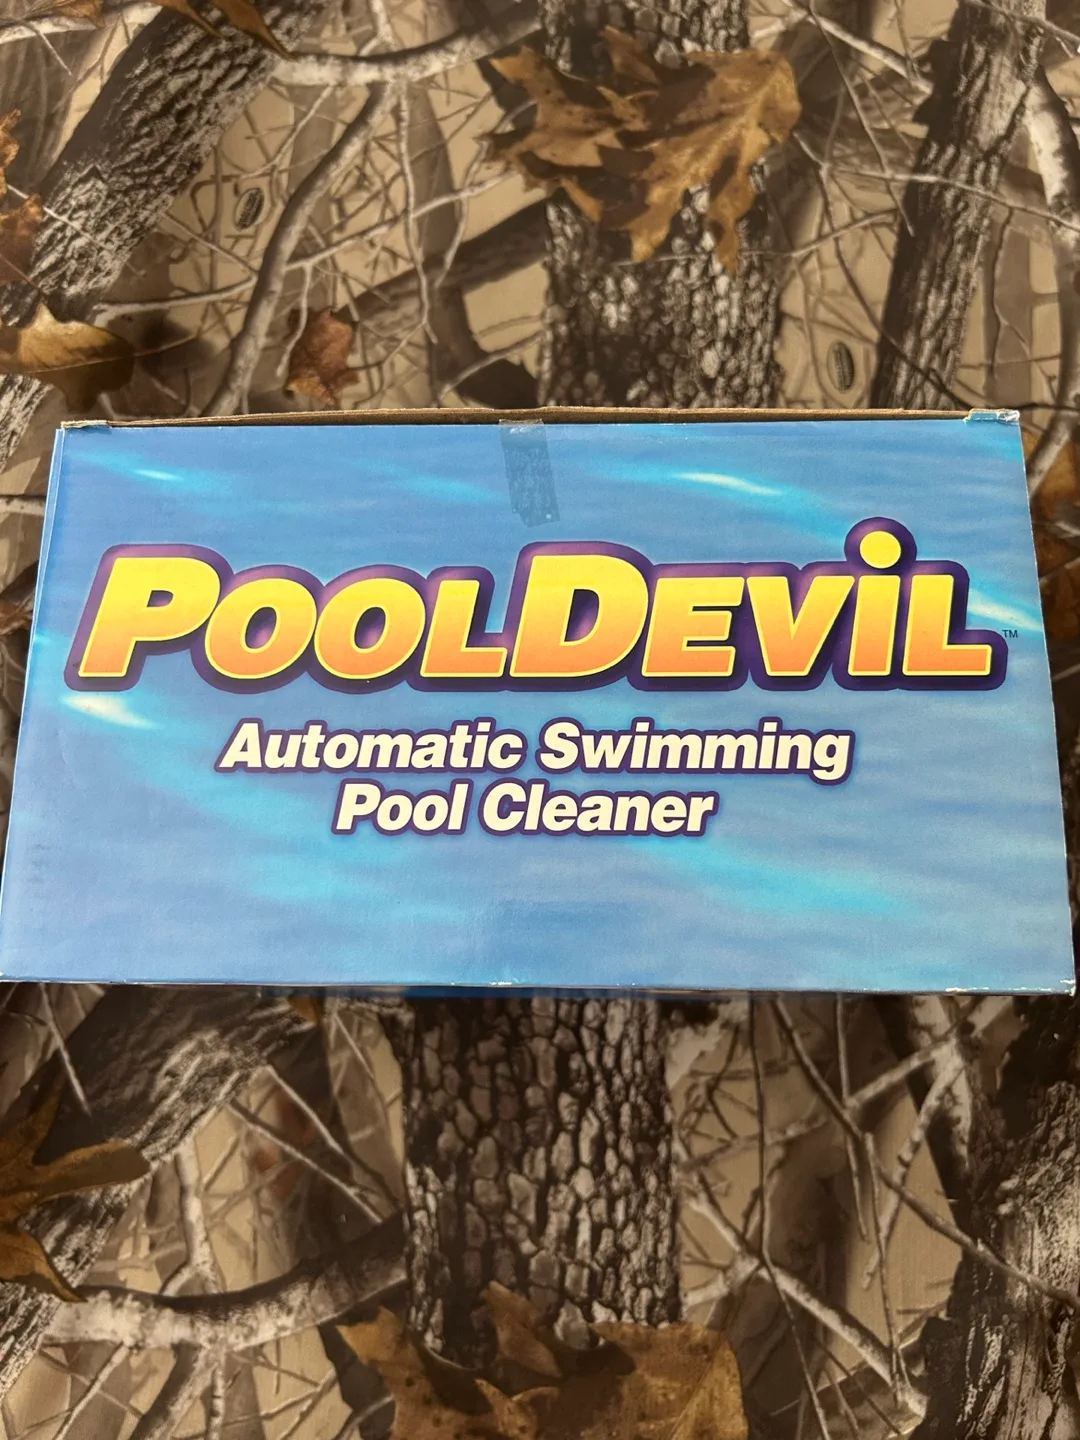 PoolDevil™
Automatic Swimming
Pool Cleaner